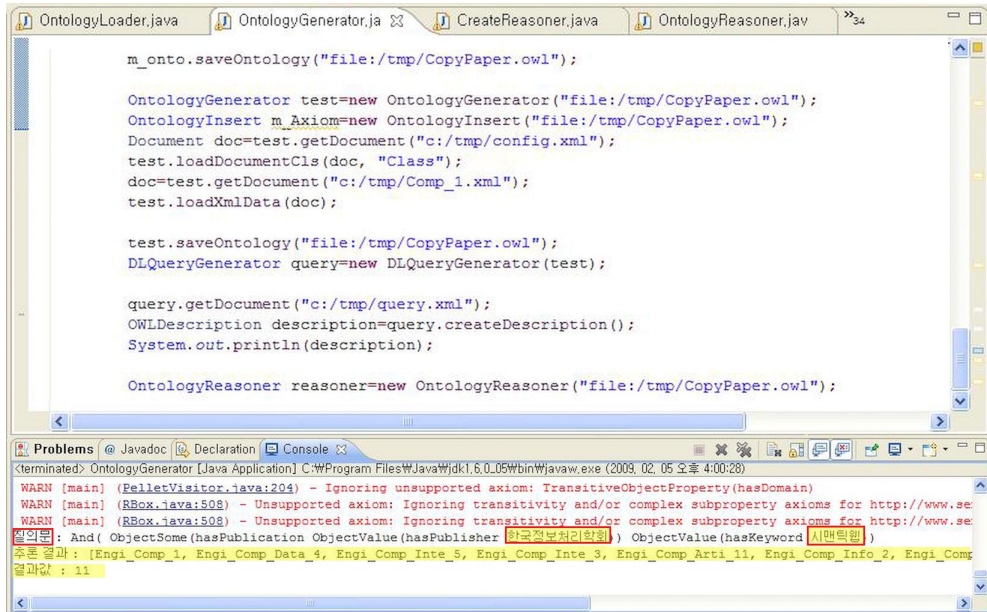 OntologyLoader.java OntologyGenerator.ja CreateReasoner.java OntologyReasoner.jav »34
m_onto.saveOntology("file:/tmp/CopyPaper.owl");
OntologyGenerator test=new OntologyGenerator("file:/tmp/CopyPaper.owl");
OntologyInsert m_Axiom=new OntologyInsert("file:/tmp/CopyPaper.owl");
Document doc=test.getDocument("c:/tmp/config.xml");
test.loadDocumentCls(doc, "Class");
doc=test.getDocument("c:/tmp/Comp_1.xml");
test.loadXmlData(doc);
test.saveOntology("file:/tmp/CopyPaper.owl");
DLQueryGenerator query=new DLQueryGenerator(test);
query.getDocument("c:/tmp/query.xml");
OWLDescription description=query.createDescription();
System.out.println(description);
OntologyReasoner reasoner=new OntologyReasoner("file:/tmp/CopyPaper.owl");
Problems @ Javadoc Declaration Console
<terminated> OntologyGenerator [Java Application] C:₩Program Files₩Java₩jdk1.6.0_05₩bin₩javaw.exe (2009. 02. 05 오후 4:00:28)
WARN [main] (PelletVisitor.java:204) - Ignoring unsupported axiom: TransitiveObjectProperty(hasDomain)
WARN [main] (RBox.java:508) - Unsupported axiom: Ignoring transitivity and/or complex subproperty axioms for http://www.se
WARN [main] (RBox.java:508) - Unsupported axiom: Ignoring transitivity and/or complex subproperty axioms for http://www.se
질의문 : And( ObjectSome(hasPublication ObjectValue(hasPublisher 한국정보처리학회)) ObjectValue(hasKeyword 시맨틱웹))
추론 결과 : [Engi_Comp_1, Engi_Comp_Data_4, Engi_Comp_Inte_5, Engi_Comp_Inte_3, Engi_Comp_Arti_11, Engi_Comp_Info_2, Engi_Comp
결과값 : 11